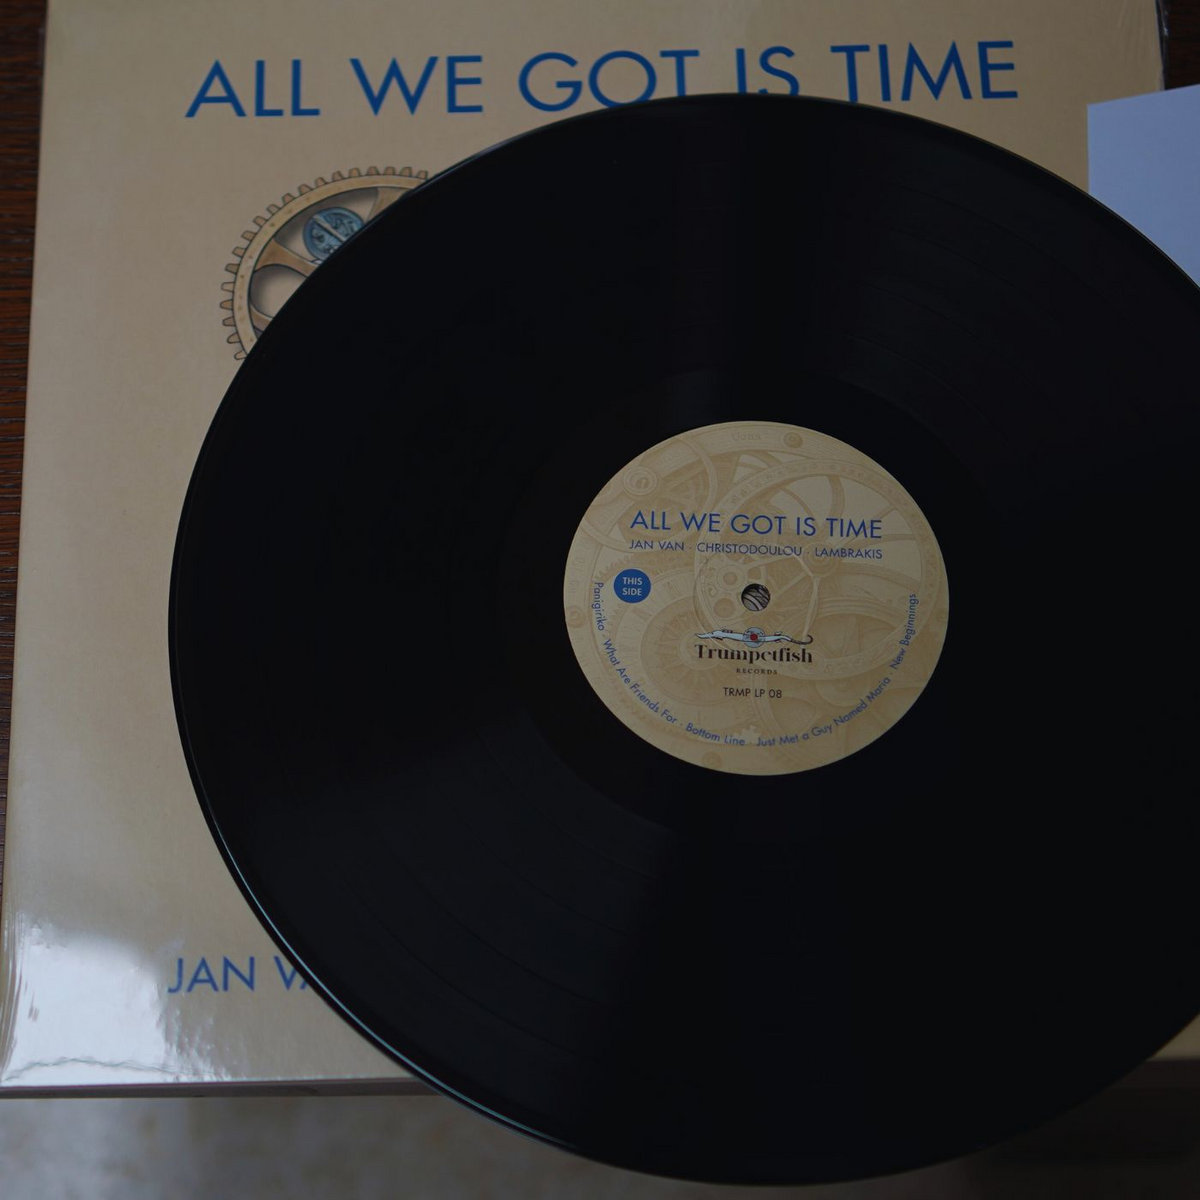 ALL WE GOT IS TIME
ALL WE GOT IS TIME
JAN VAN · CHRISTODOULOU · LAMBRAKIS
THIS
SIDE
Trumpetfish
RECORDS
TRMP LP 08
Panigiriko · What Are Friends For · Bottom Line · Just Met a Guy Named Maria · New Beginnings
JAN VA